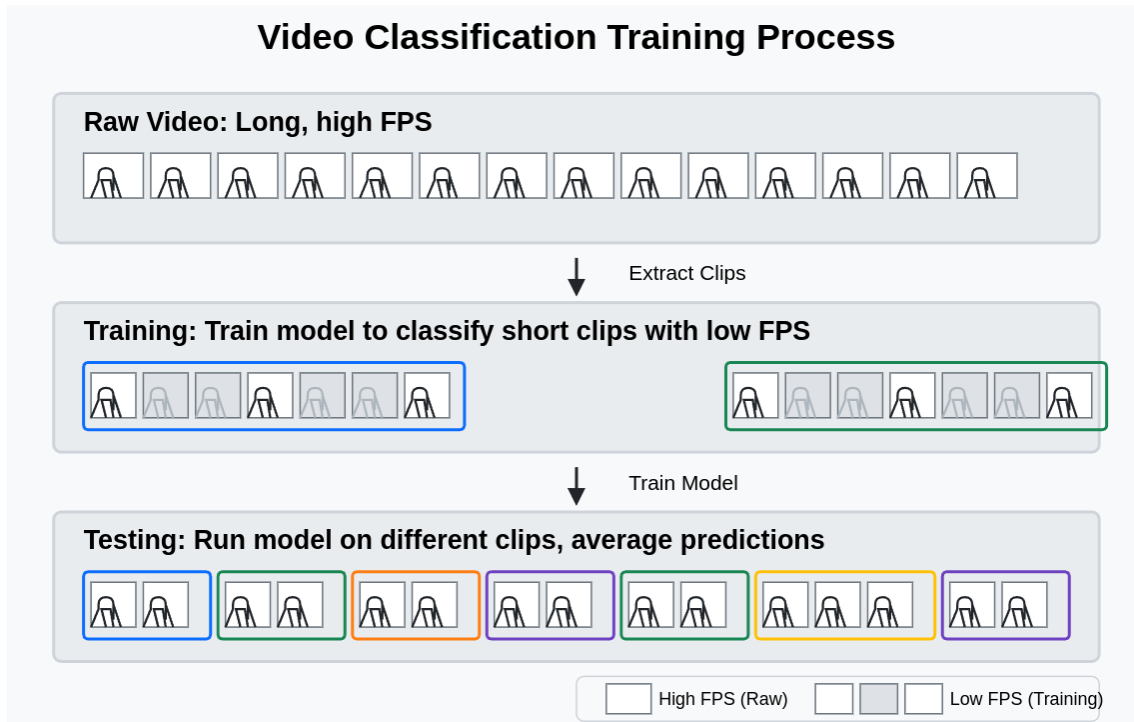 Video Classification Training Process
Raw Video: Long, high FPS
Extract Clips
Training: Train model to classify short clips with low FPS
Train Model
Testing: Run model on different clips, average predictions
High FPS (Raw)
Low FPS (Training)